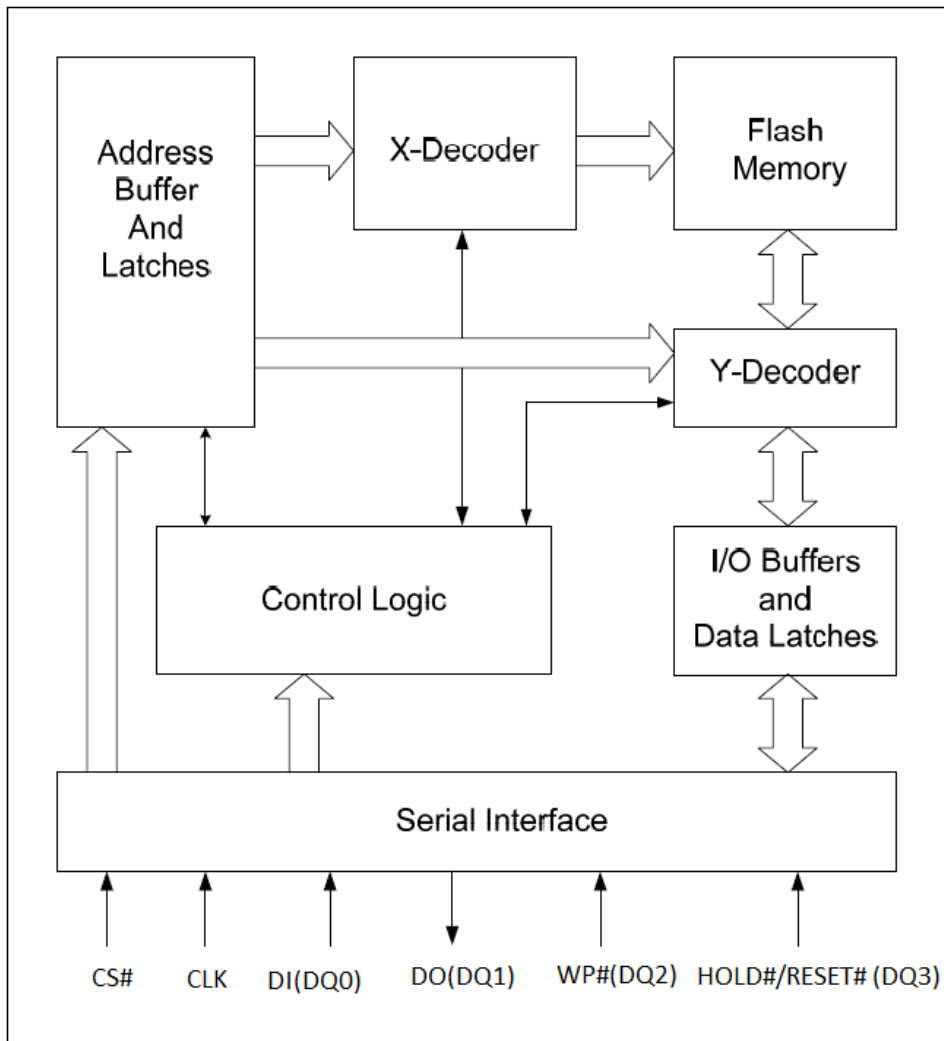 Address
Buffer
And
Latches
X-Decoder
Flash
Memory
Y-Decoder
Control Logic
I/O Buffers
and
Data Latches
Serial Interface
CS#
CLK
DI(DQ0)
DO(DQ1)
WP#(DQ2)
HOLD#/RESET# (DQ3)